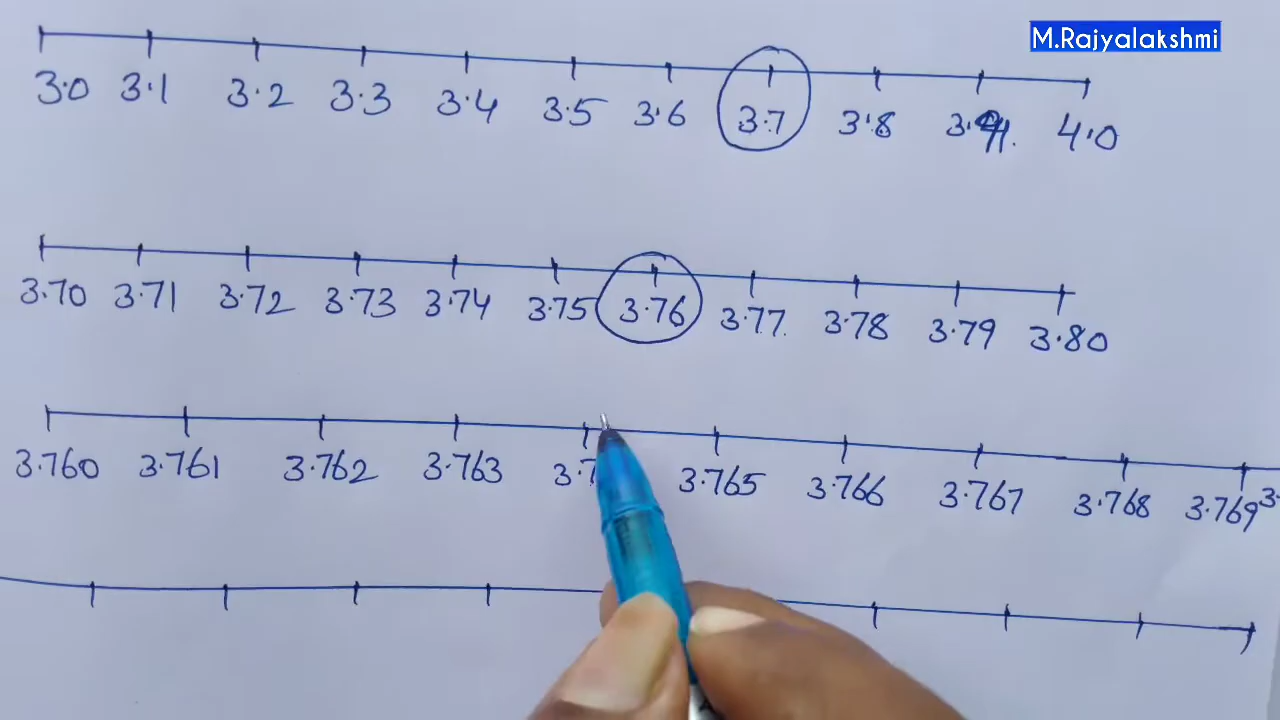 M.Rajyalakshmi
3.0 3.1 3.2 3.3 3.4 3.5 3.6 3.7 3.8 4.0
3.70 3.71 3.72 3.73 3.74 3.75 3.76 3.77 3.78 3.79 3.80
3.760 3.761 3.762 3.763 3.765 3.766 3.767 3.768 3.769